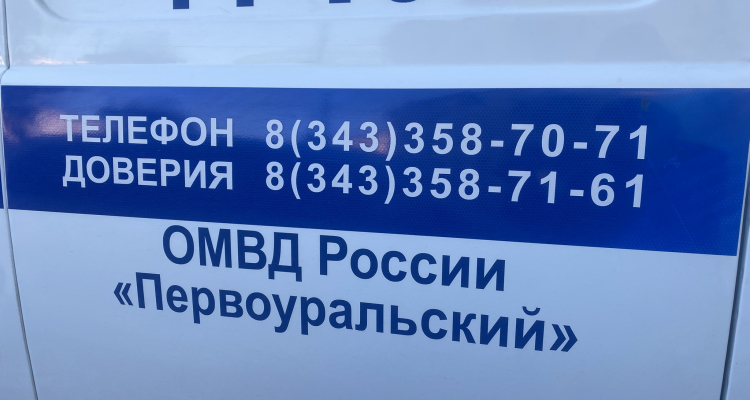 ТЕЛЕФОН 8(343)358-70-71
ДОВЕРИЯ 8(343)358-71-61
ОМВД России
«Первоуральский»